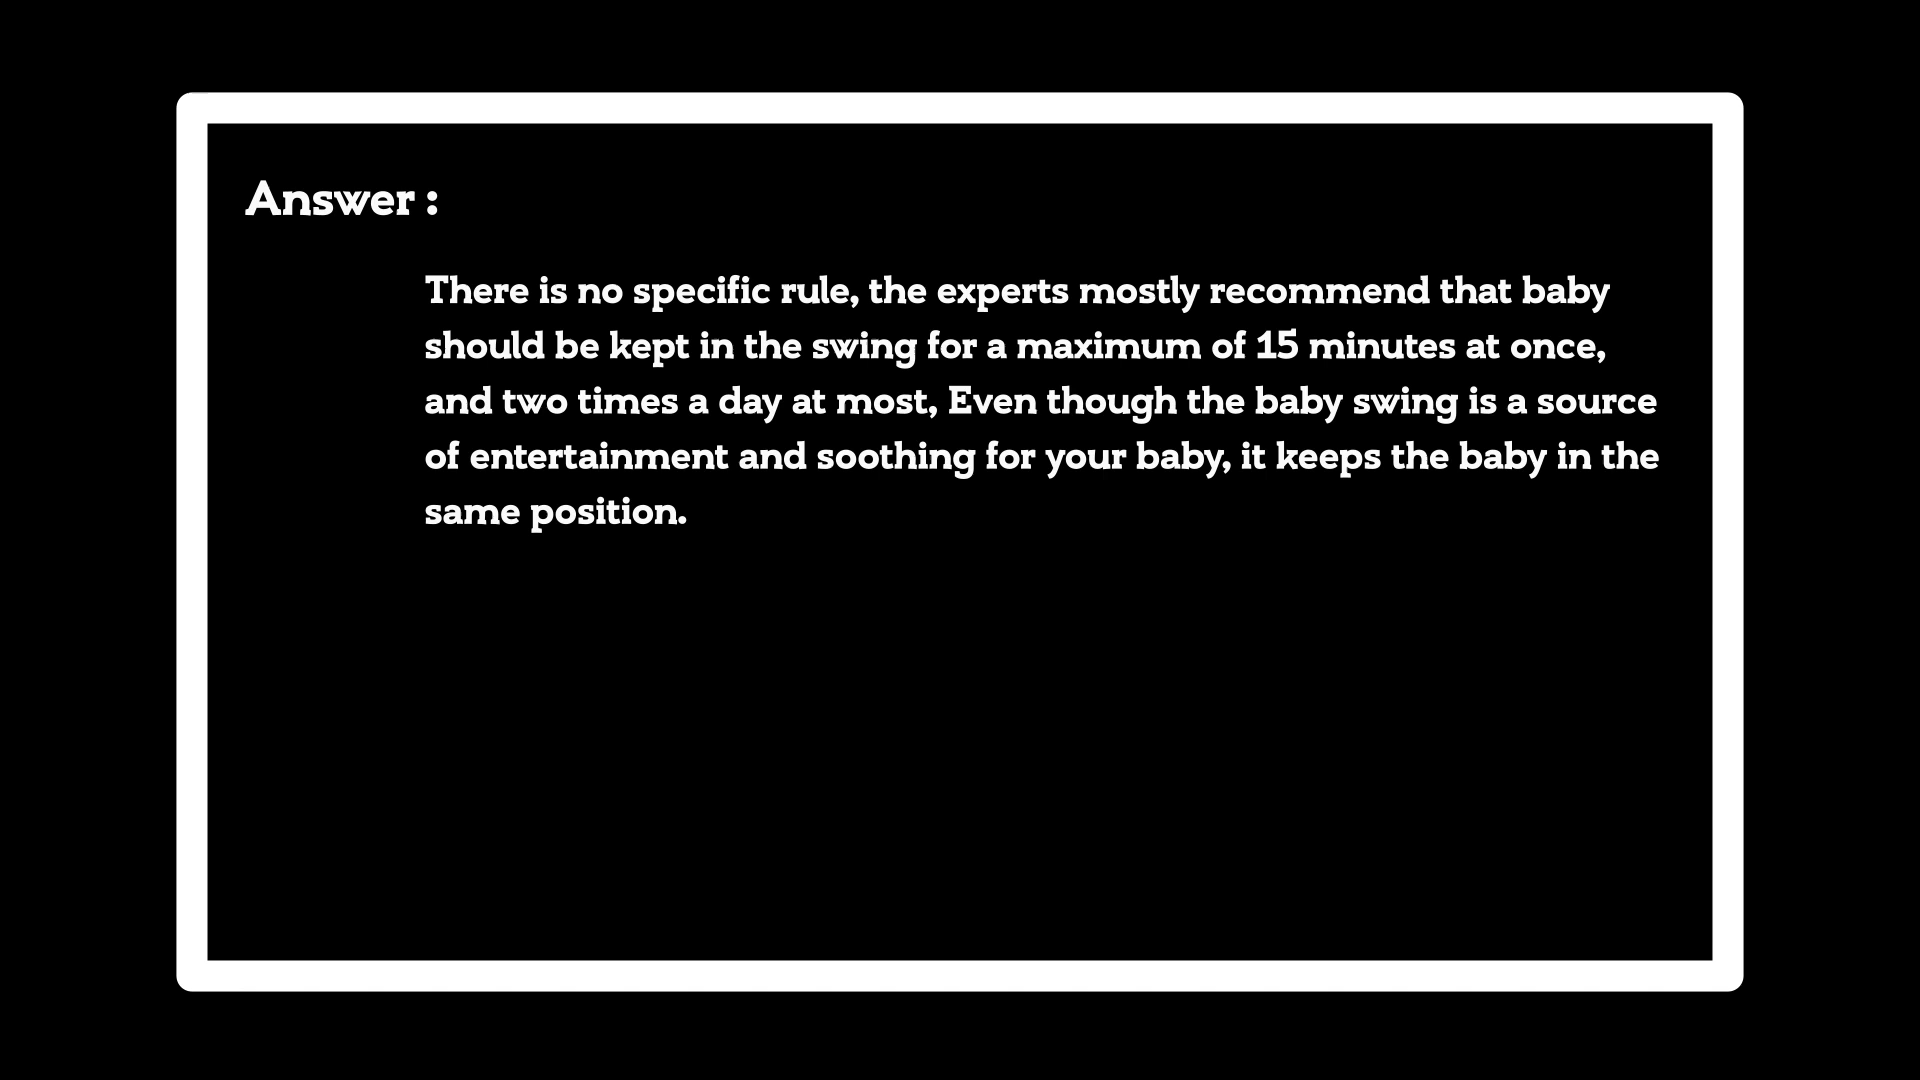 Answer :
There is no specific rule, the experts mostly recommend that baby
should be kept in the swing for a maximum of 15 minutes at once,
and two times a day at most, Even though the baby swing is a source
of entertainment and soothing for your baby, it keeps the baby in the
same position.